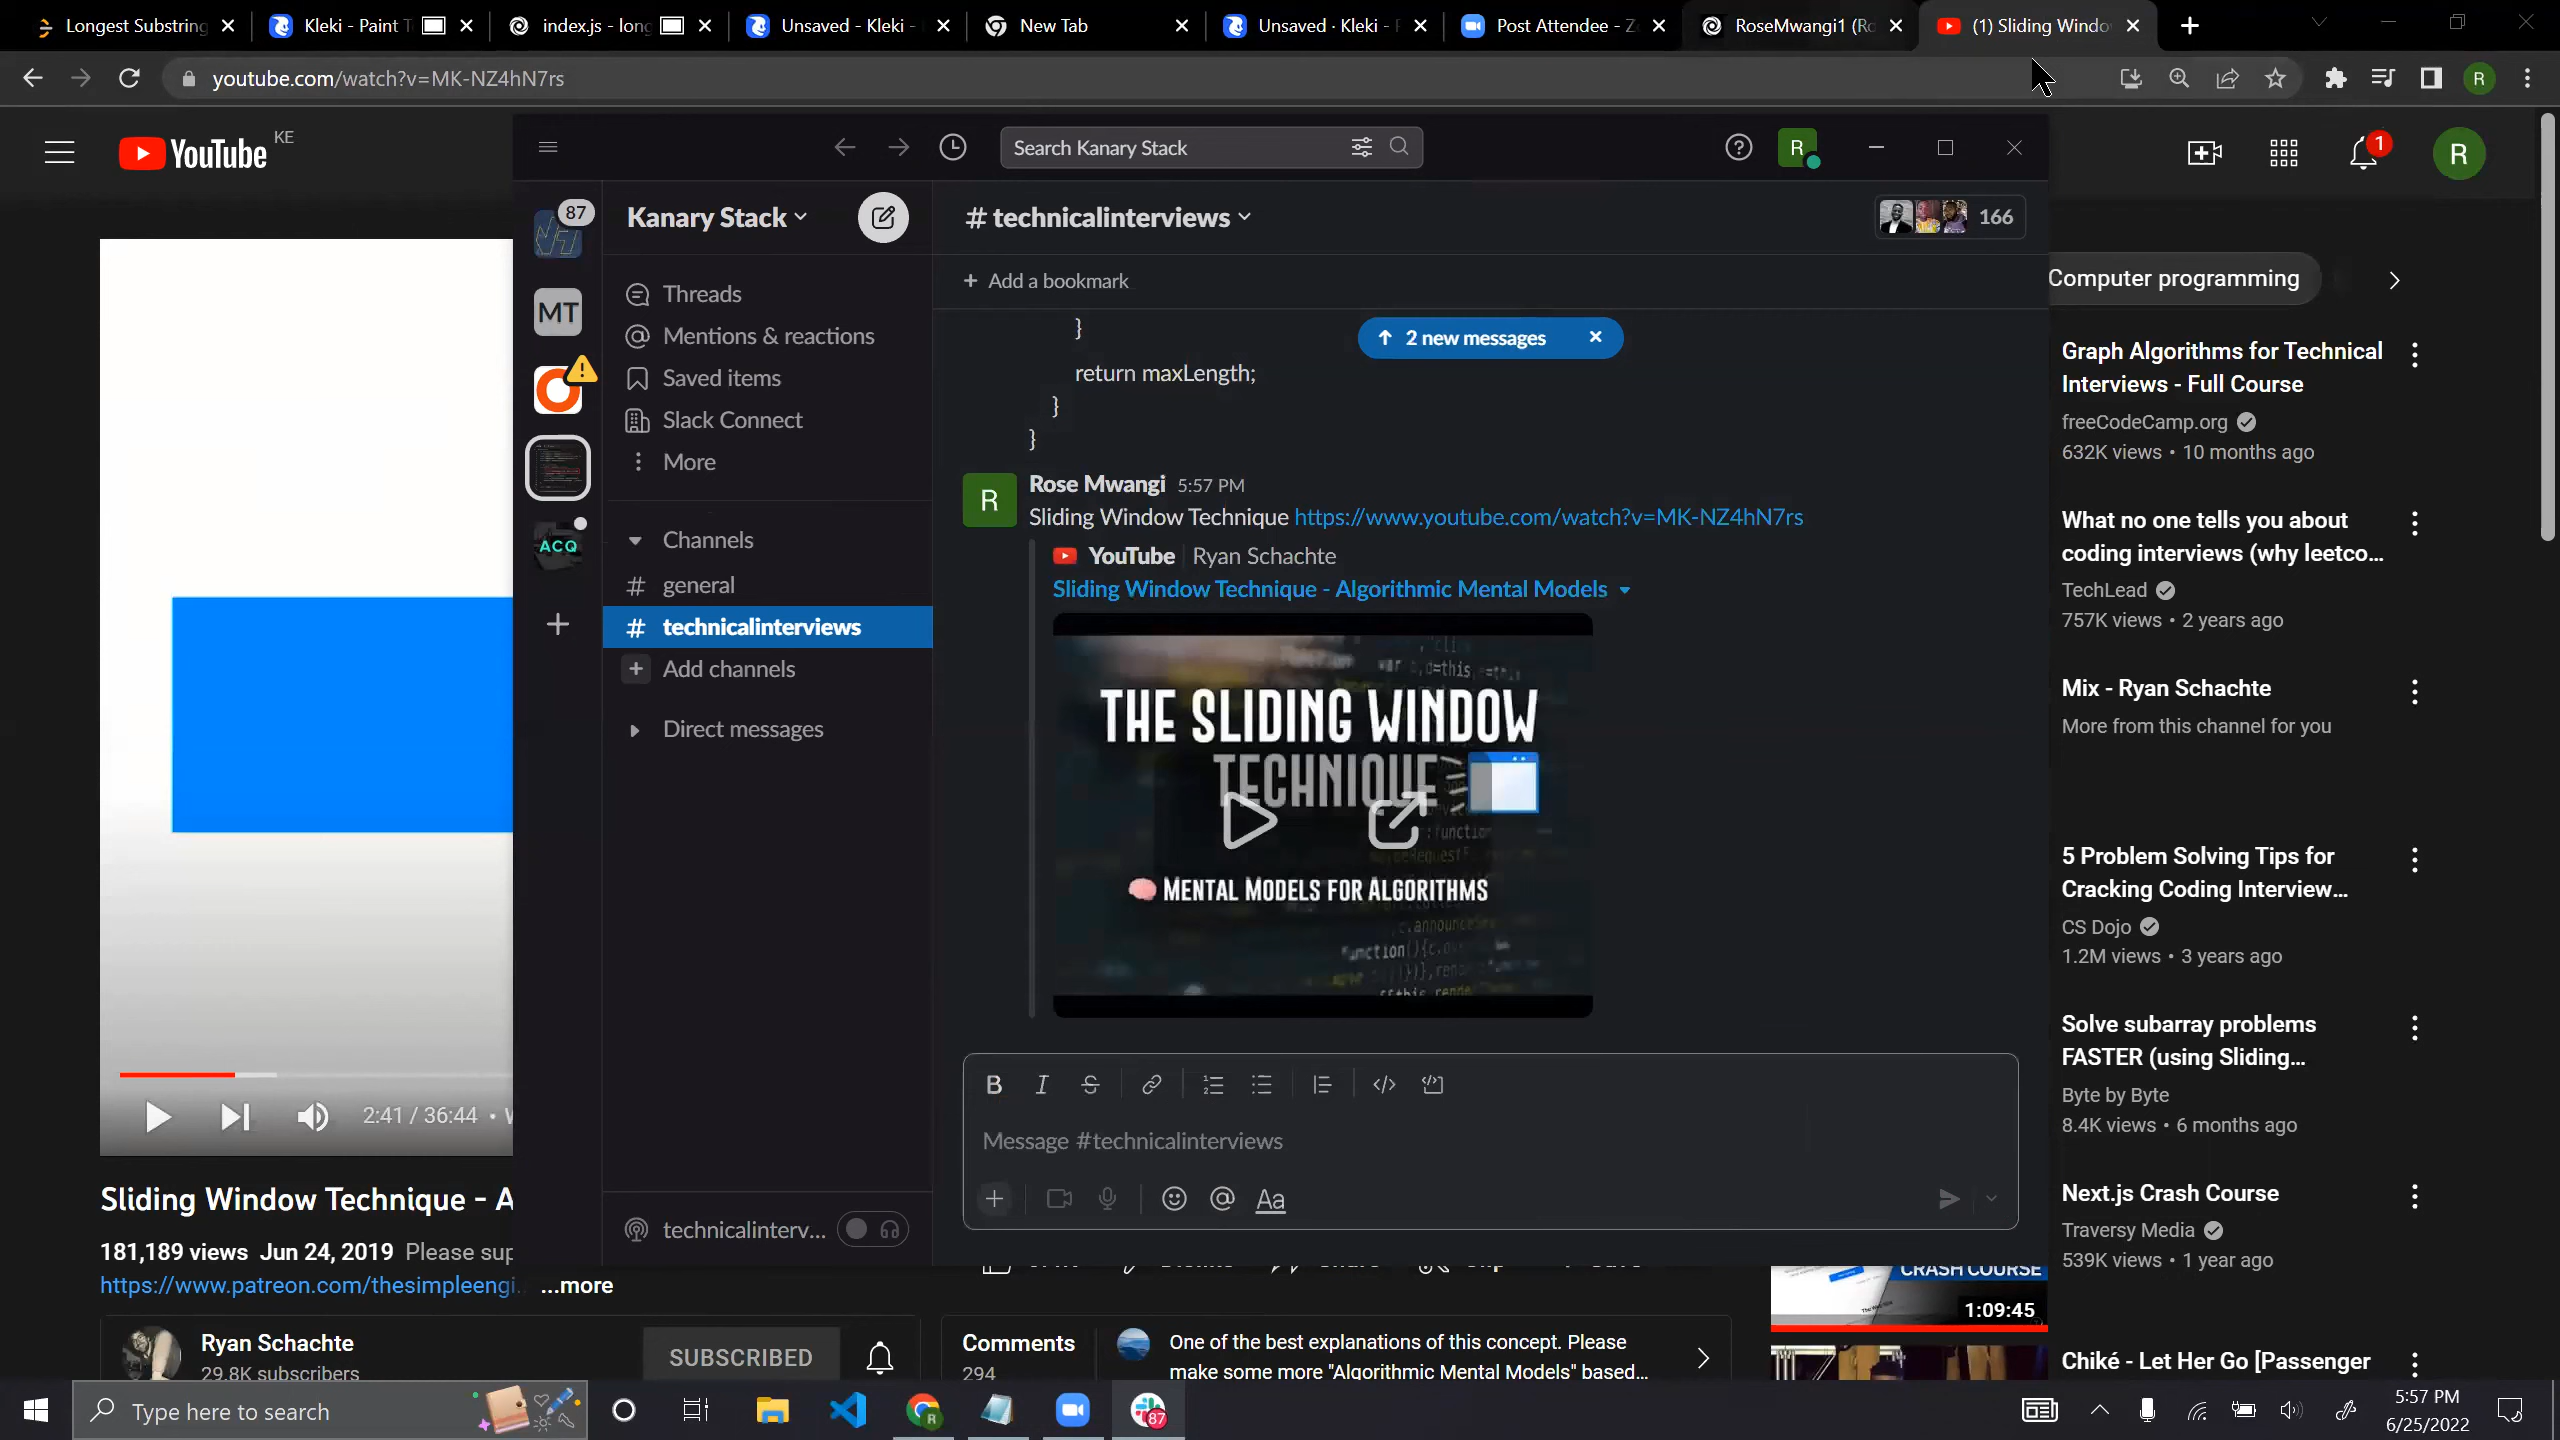 Longest Substring
Kleki - Paint T
index.js - long
Unsaved - Kleki -
New Tab
Unsaved · Kleki - P
Post Attendee - Z
RoseMwangi1 (Ro
(1) Sliding Windo
youtube.com/watch?v=MK-NZ4hN7rs
R
YouTube
KE
1
R
Search Kanary Stack
R
87
MT
ACQ
Kanary Stack
Threads
Mentions & reactions
Saved items
Slack Connect
More
Channels
# general
# technicalinterviews
+ Add channels
Direct messages
technicalinterv...
# technicalinterviews
166
+ Add a bookmark
2 new messages
}
return maxLength;
}
}
R
Rose Mwangi 5:57 PM
Sliding Window Technique https://www.youtube.com/watch?v=MK-NZ4hN7rs
YouTube Ryan Schachte
Sliding Window Technique - Algorithmic Mental Models
THE SLIDING WINDOW
TECHNIQUE
MENTAL MODELS FOR ALGORITHMS
Message #technicalinterviews
Aa
2:41 / 36:44 •
Sliding Window Technique - A
181,189 views Jun 24, 2019 Please sup
https://www.patreon.com/thesimpleengi... ...more
Ryan Schachte
29.8K subscribers
SUBSCRIBED
Comments
294
One of the best explanations of this concept. Please
make some more "Algorithmic Mental Models" based...
Computer programming
Graph Algorithms for Technical
Interviews - Full Course
freeCodeCamp.org
632K views • 10 months ago
What no one tells you about
coding interviews (why leetco...
TechLead
757K views • 2 years ago
Mix - Ryan Schachte
More from this channel for you
5 Problem Solving Tips for
Cracking Coding Interview...
CS Dojo
1.2M views • 3 years ago
Solve subarray problems
FASTER (using Sliding...
Byte by Byte
8.4K views • 6 months ago
Next.js Crash Course
Traversy Media
539K views • 1 year ago
CRASH COURSE
1:09:45
Chiké - Let Her Go [Passenger
Type here to search
R
87
5:57 PM
6/25/2022